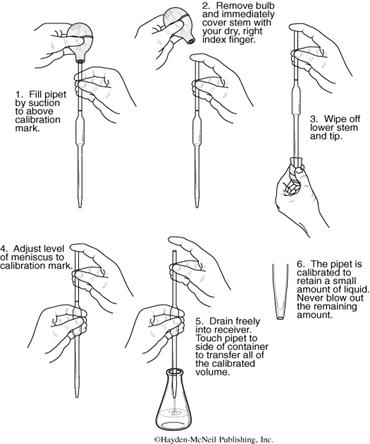 1.  Fill pipet
by suction
to above
calibration
mark.
2.  Remove bulb
and immediately
cover stem with
your dry, right
index finger.
3.  Wipe off
lower stem
and tip.
4.  Adjust level
of meniscus to
calibration mark.
5.  Drain freely
into receiver.
Touch pipet to
side of container
to transfer all of
the calibrated
volume.
6.  The pipet is
calibrated to
retain a small
amount of liquid.
Never blow out
the remaining
amount.
©Hayden-McNeil Publishing, Inc.